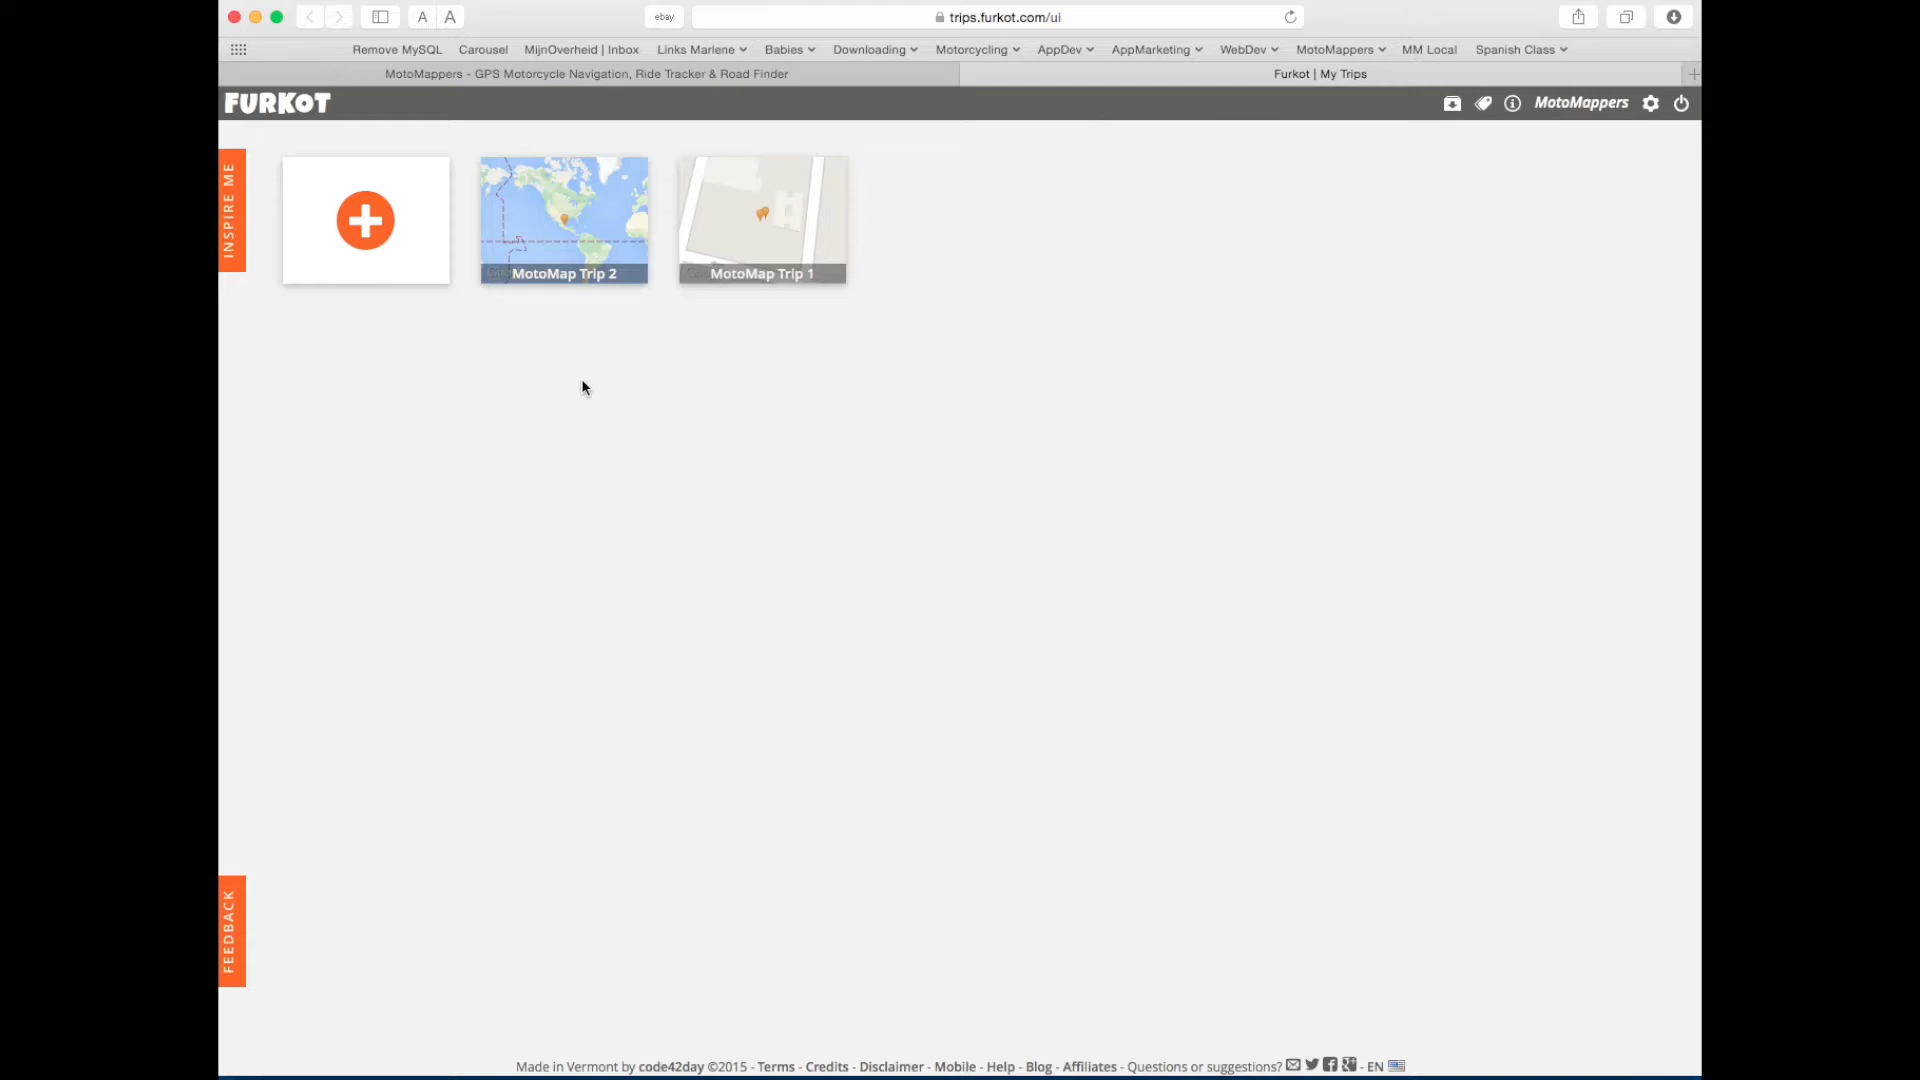 A A ebay trips.furkot.com/ui
Remove MySQL Carousel MijnOverheid | Inbox Links Marlene Babies Downloading Motorcycling AppDev AppMarketing WebDev MotoMappers MM Local Spanish Class
MotoMappers - GPS Motorcycle Navigation, Ride Tracker & Road Finder Furkot | My Trips
FURKOT MotoMappers
INSPIRE ME
MotoMap Trip 2 MotoMap Trip 1
FEEDBACK
Made in Vermont by code42day ©2015 - Terms - Credits - Disclaimer - Mobile - Help - Blog - Affiliates - Questions or suggestions? - EN